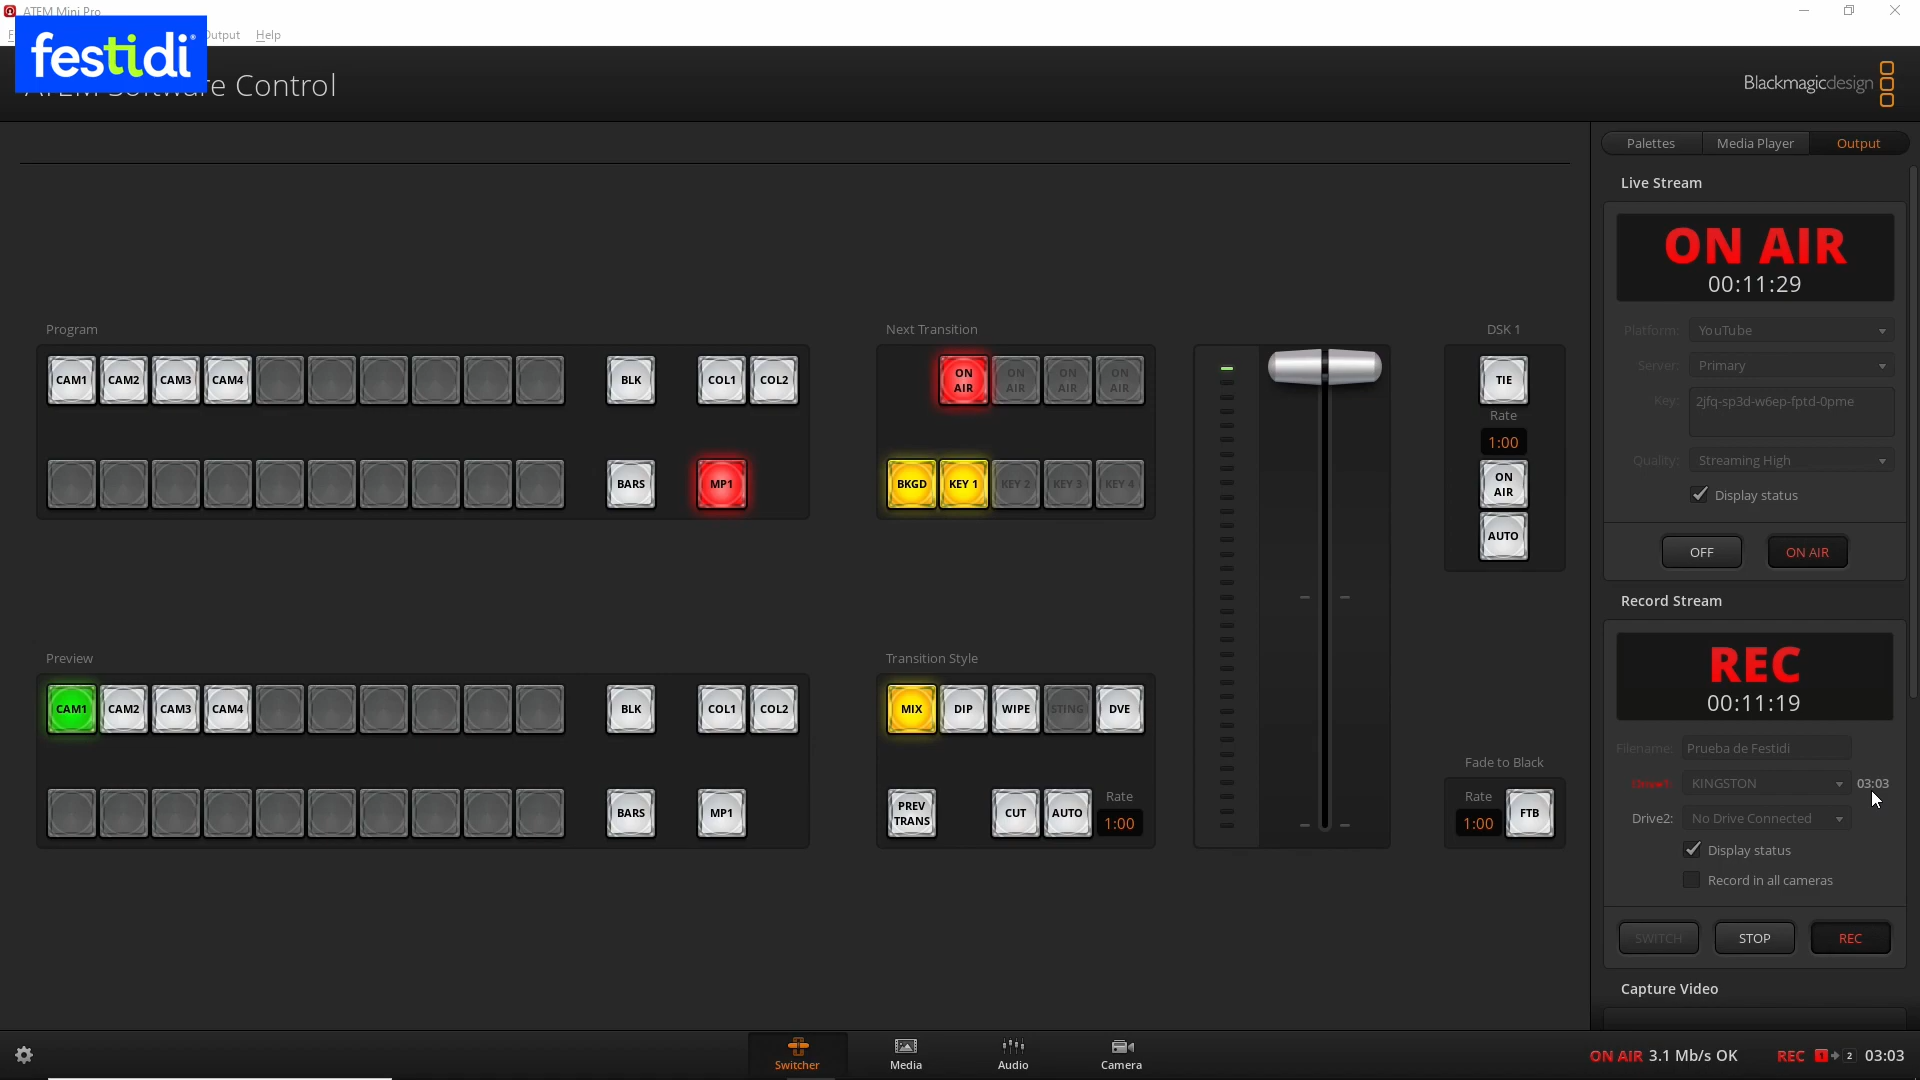 ATEM Mini Pro
Output Help
festidi
ATEM Software Control
Blackmagicdesign
Palettes Media Player Output
Live Stream
ON AIR
00:11:29
Platform: YouTube
Server: Primary
Key: 2jfq-sp3d-w6ep-fptd-0pme
Quality: Streaming High
Display status
OFF ON AIR
Record Stream
REC
00:11:19
Filename: Prueba de Festidi
Drive1: KINGSTON 03:03
Drive2: No Drive Connected
Display status
Record in all cameras
SWITCH STOP REC
Capture Video
Program
CAM1 CAM2 CAM3 CAM4 BLK COL1 COL2
BARS MP1
Next Transition
ON AIR ON AIR ON AIR ON AIR
BKGD KEY 1 KEY 2 KEY 3 KEY 4
DSK 1
TIE
Rate
1:00
ON AIR
AUTO
Preview
CAM1 CAM2 CAM3 CAM4 BLK COL1 COL2
BARS MP1
Transition Style
MIX DIP WIPE STING DVE
PREV TRANS CUT AUTO Rate
1:00
Fade to Black
Rate
1:00 FTB
Switcher Media Audio Camera
ON AIR 3.1 Mb/s OK REC 1 2 03:03